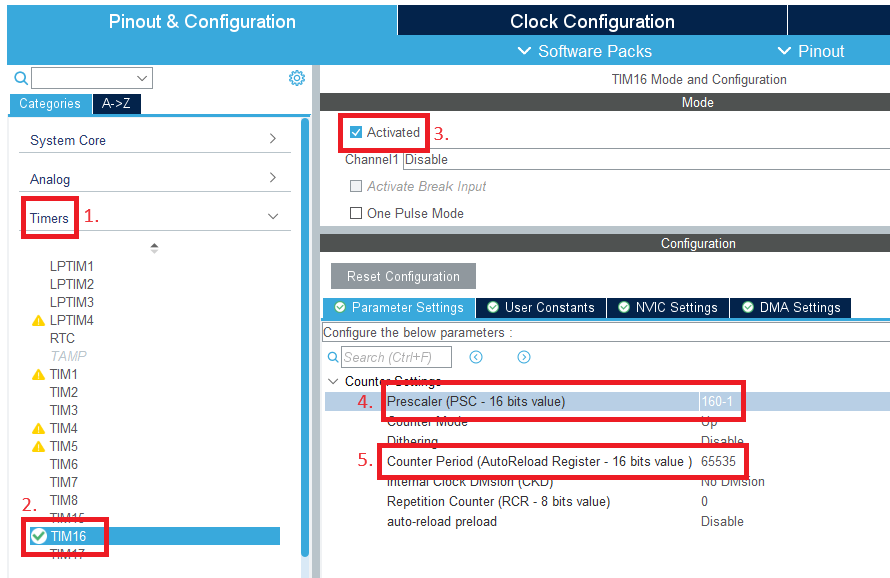 Pinout & Configuration
Clock Configuration
Software Packs
Pinout
TIM16 Mode and Configuration
Categories
A->Z
Mode
System Core
Activated
3.
Channel1 Disable
Analog
Activate Break Input
Timers
1.
One Pulse Mode
Configuration
LPTIM1
LPTIM2
LPTIM3
LPTIM4
RTC
TAMP
TIM1
TIM2
TIM3
TIM4
TIM5
TIM6
TIM7
TIM8
TIM15
2.
TIM16
TIM17
Reset Configuration
Parameter Settings
User Constants
NVIC Settings
DMA Settings
Configure the below parameters :
Search (Ctrl+F)
Counter Settings
4.
Prescaler (PSC - 16 bits value) 160-1
Counter Mode Up
Dithering Disable
5.
Counter Period (AutoReload Register - 16 bits value ) 65535
Internal Clock Division (CKD) No Division
Repetition Counter (RCR - 8 bits value) 0
auto-reload preload Disable